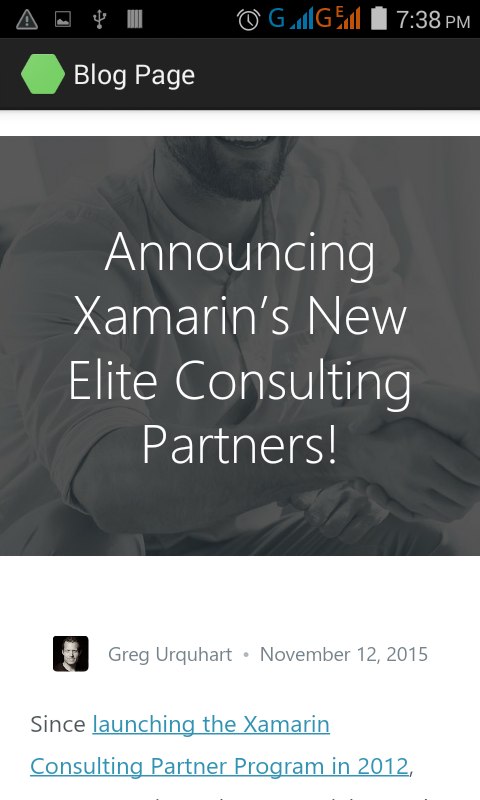 G G E 7:38 PM
Blog Page
Announcing
Xamarin’s New
Elite Consulting
Partners!
Greg Urquhart • November 12, 2015
Since launching the Xamarin
Consulting Partner Program in 2012,